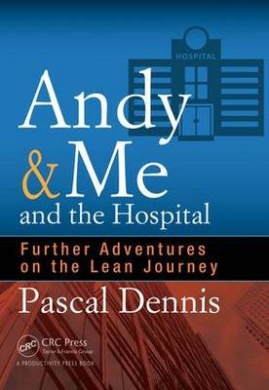 HOSPITAL
Andy
& Me
and the Hospital
Further Adventures
on the Lean Journey
Pascal Dennis
CRC
CRC Press
Taylor & Francis Group
A PRODUCTIVITY PRESS BOOK